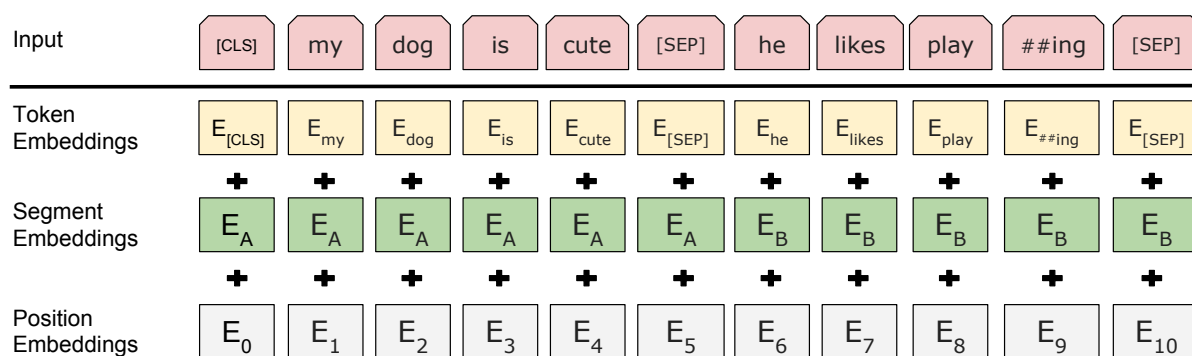 Input [CLS] my dog is cute [SEP] he likes play ##ing [SEP]
Token
Embeddings
E[CLS] Emy Edog Eis Ecute E[SEP] Ehe Elikes Eplay E##ing E[SEP]
+ + + + + + + + + + +
Segment
Embeddings
EA EA EA EA EA EA EB EB EB EB EB
+ + + + + + + + + + +
Position
Embeddings
E0 E1 E2 E3 E4 E5 E6 E7 E8 E9 E10